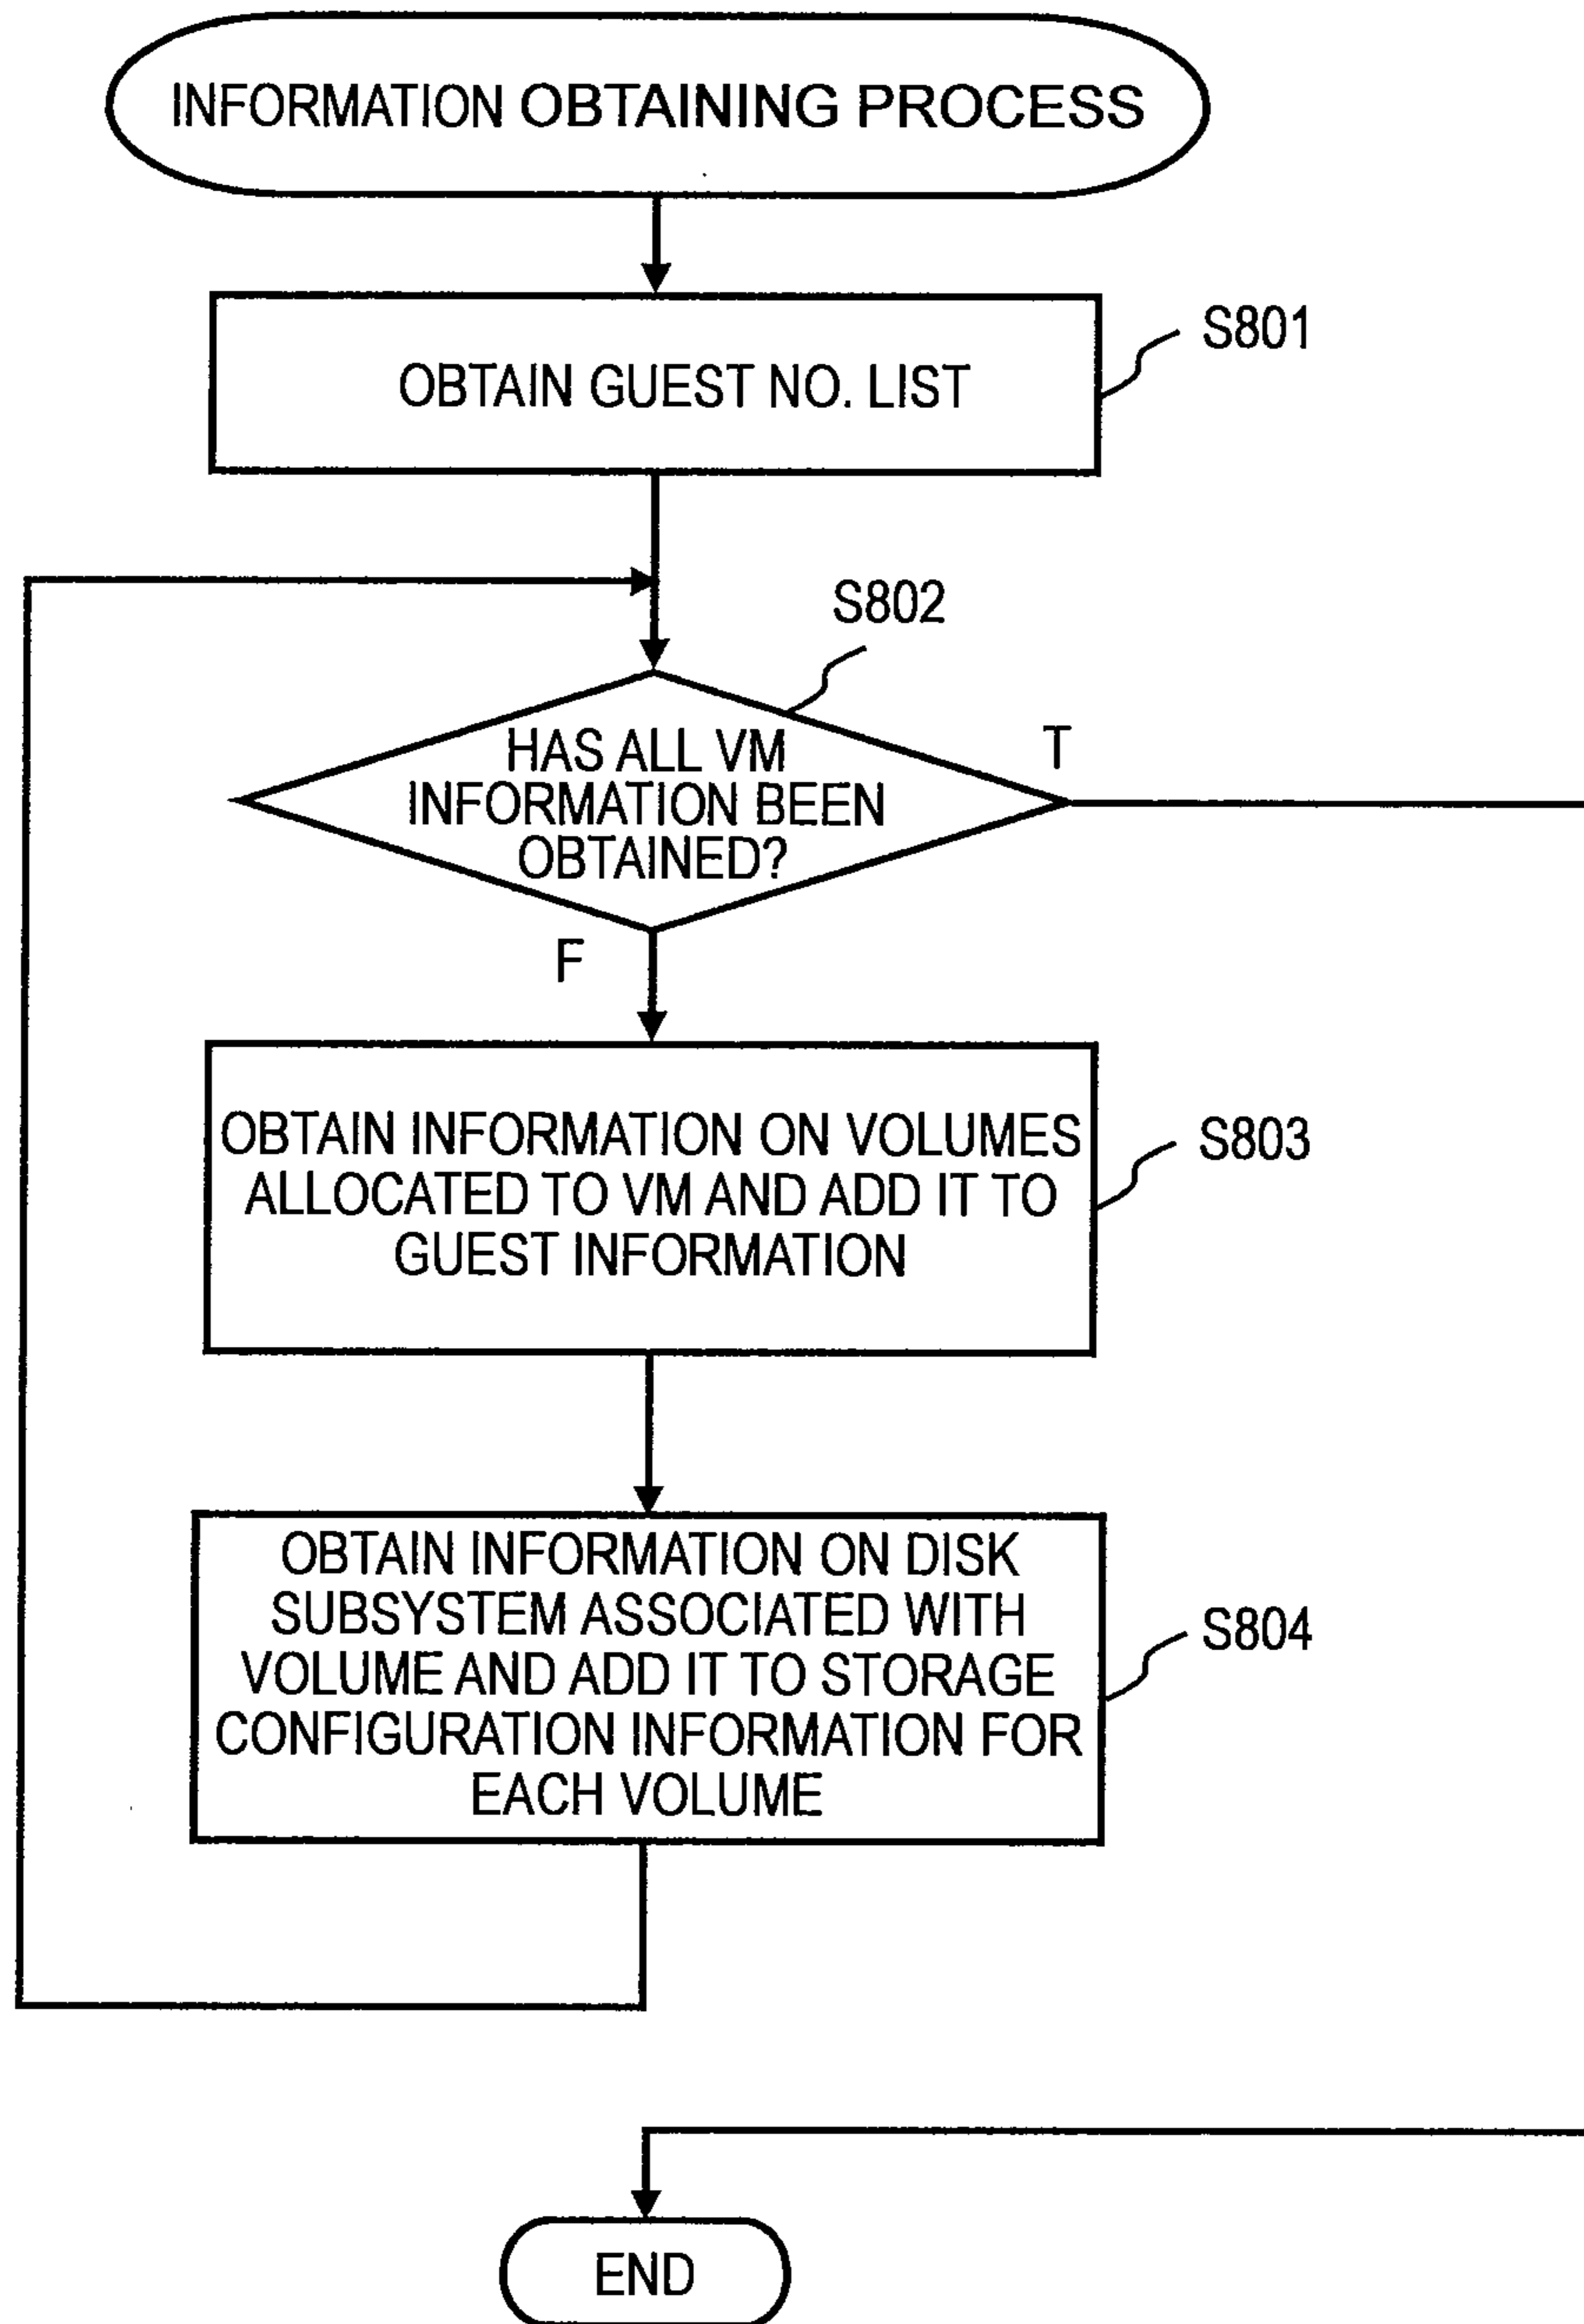 INFORMATION OBTAINING PROCESS
OBTAIN GUEST NO. LIST
S801
S802
HAS ALL VM
INFORMATION BEEN
OBTAINED?
T
F
OBTAIN INFORMATION ON VOLUMES
ALLOCATED TO VM AND ADD IT TO
GUEST INFORMATION
S803
OBTAIN INFORMATION ON DISK
SUBSYSTEM ASSOCIATED WITH
VOLUME AND ADD IT TO STORAGE
CONFIGURATION INFORMATION FOR
EACH VOLUME
S804
END